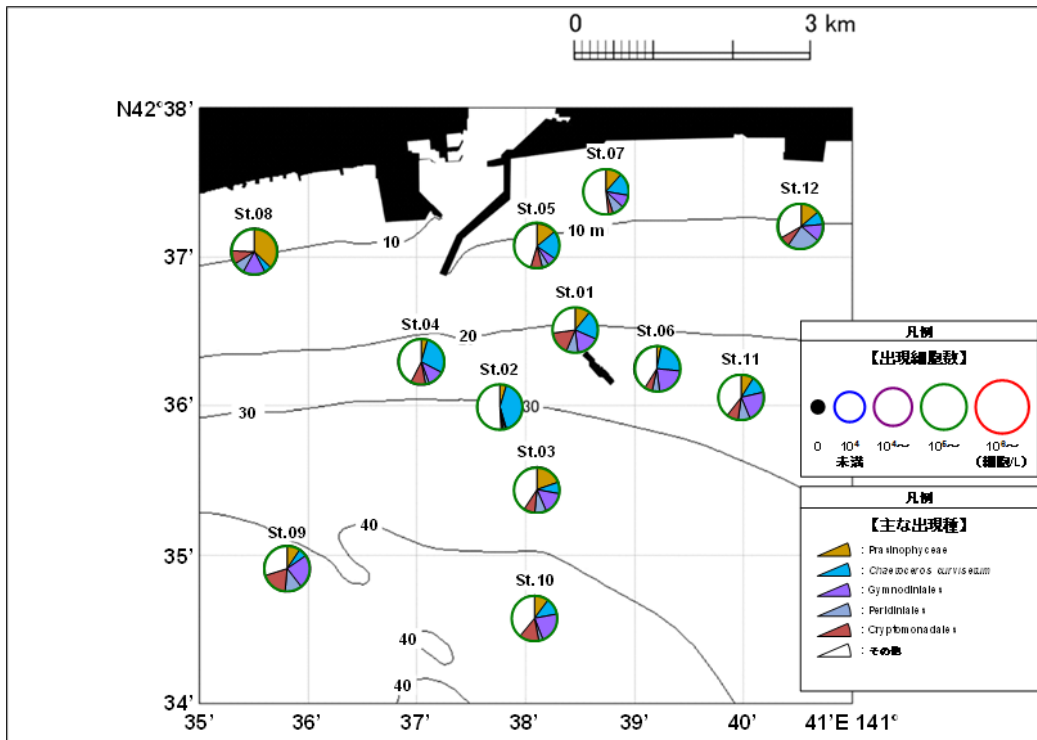 0 3 km
N42°38'
St.07
St.12
St.08
St.05
10
10 m
37'
St.01
St.04
20
St.06
St.11
St.02
36'
30
30
St.03
St.09
40
35'
St.10
40
40
34'
35' 36' 37' 38' 39' 40' 41'E 141°
凡例
【出現細胞数】
0 10⁴ 10⁴〜 10⁵〜 10⁶〜
未満 (細胞/L)
凡例
【主な出現種】
: Prasinophyceae
: Chaetoceros curvisetum
: Gymnodiniales
: Peridiniales
: Cryptomonadales
: その他